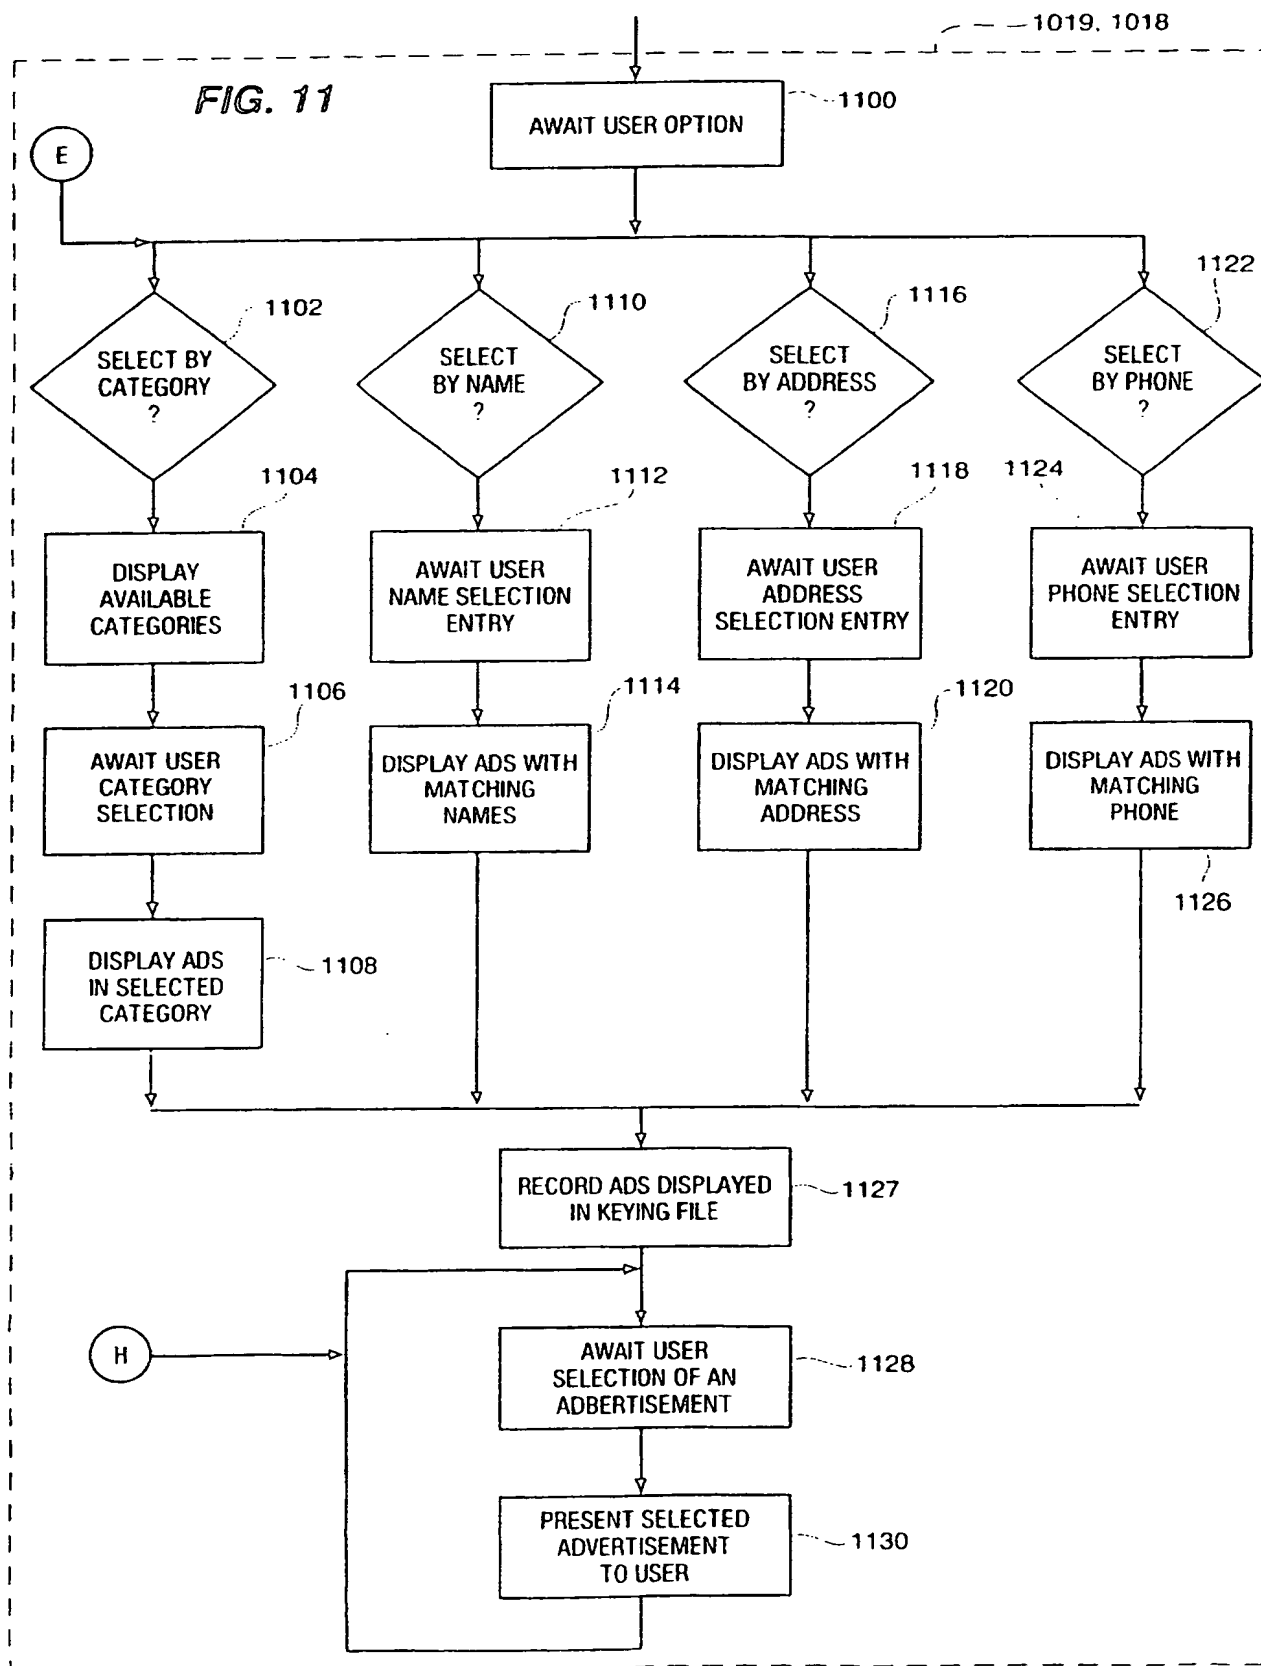 1019, 1018
FIG. 11
1100
AWAIT USER OPTION
E
1102
SELECT BY
CATEGORY
?
1110
SELECT
BY NAME
?
1116
SELECT
BY ADDRESS
?
1122
SELECT
BY PHONE
?
1104
DISPLAY
AVAILABLE
CATEGORIES
1112
AWAIT USER
NAME SELECTION
ENTRY
1118
AWAIT USER
ADDRESS
SELECTION ENTRY
1124
AWAIT USER
PHONE SELECTION
ENTRY
1106
AWAIT USER
CATEGORY
SELECTION
1114
DISPLAY ADS WITH
MATCHING
NAMES
1120
DISPLAY ADS WITH
MATCHING
ADDRESS
DISPLAY ADS WITH
MATCHING
PHONE
1126
DISPLAY ADS
IN SELECTED
CATEGORY
1108
RECORD ADS DISPLAYED
IN KEYING FILE
1127
H
AWAIT USER
SELECTION OF AN
ADBERTISEMENT
1128
PRESENT SELECTED
ADVERTISEMENT
TO USER
1130